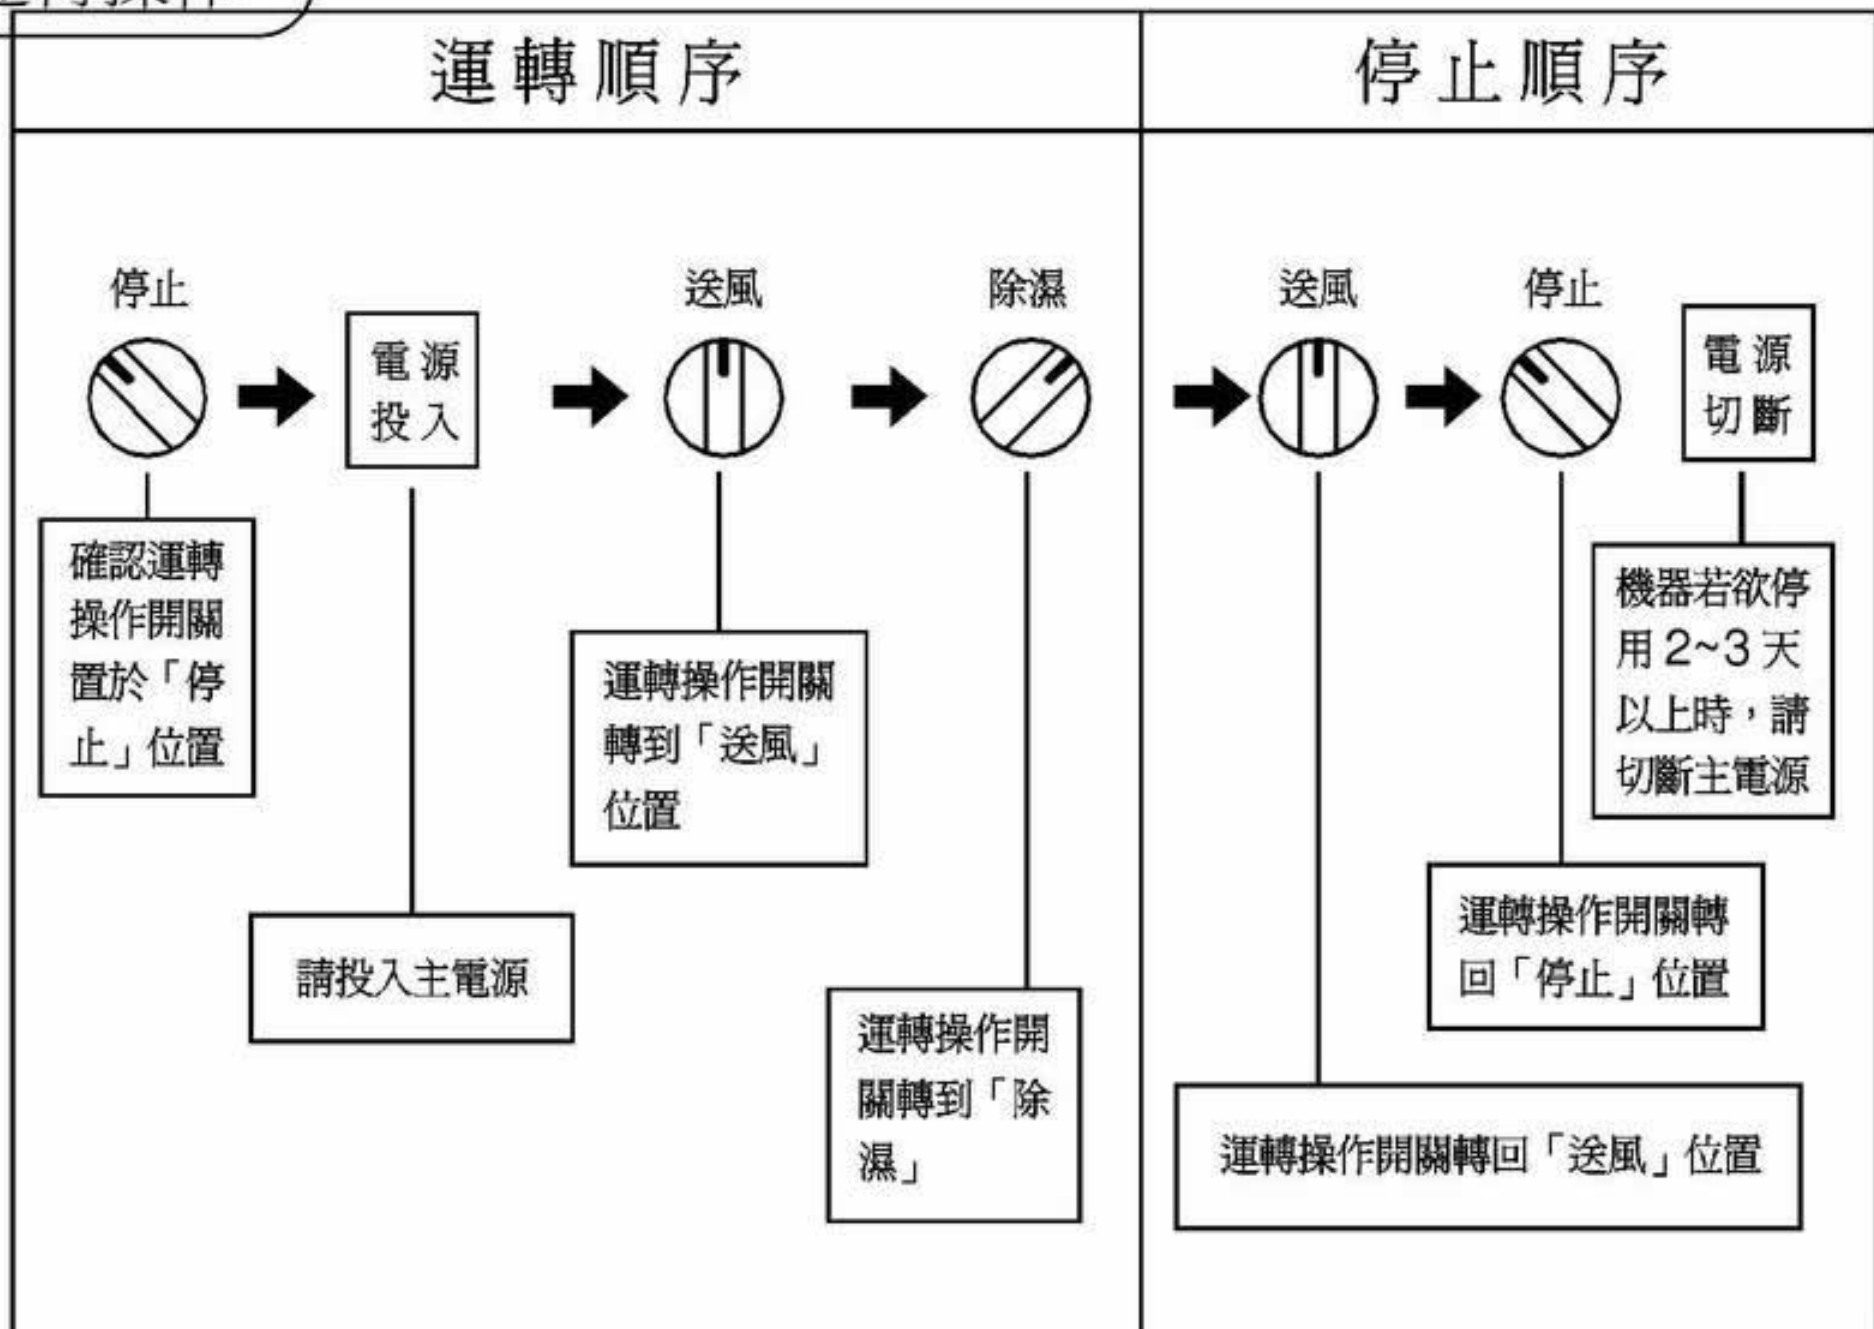 運轉順序
停止順序
停止
電源
投入
送風
除濕
送風
停止
電源
切斷
確認運轉
操作開關
置於「停
止」位置
請投入主電源
運轉操作開關
轉到「送風」
位置
運轉操作開
關轉到「除
濕」
運轉操作開關轉回「送風」位置
運轉操作開關轉
回「停止」位置
機器若欲停
用2~3天
以上時，請
切斷主電源